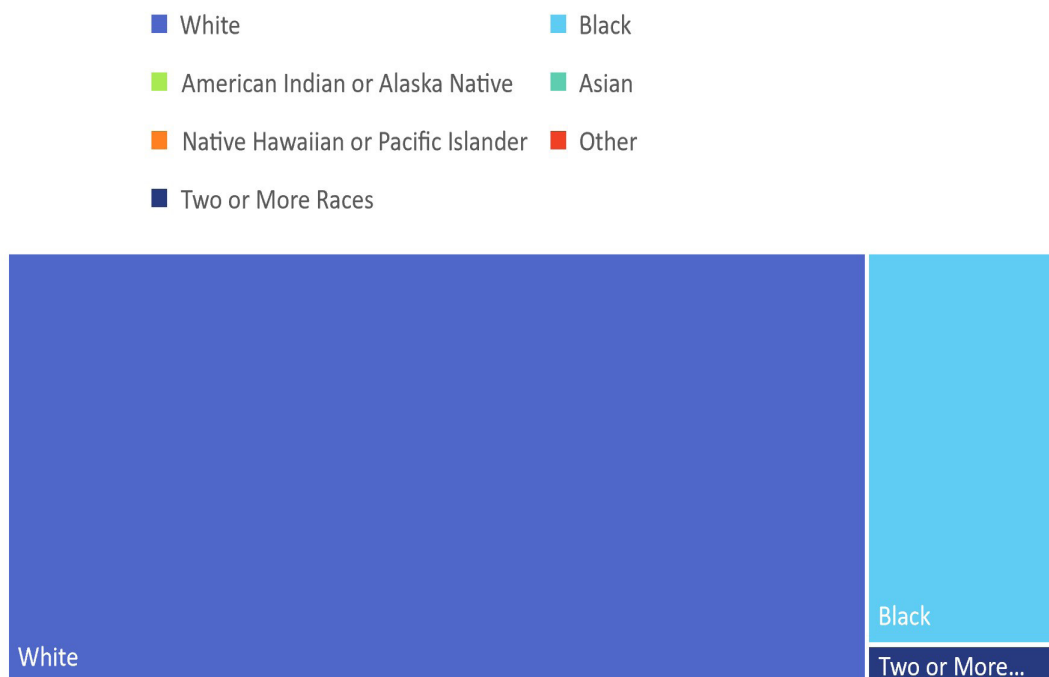 White
Black
American Indian or Alaska Native
Asian
Native Hawaiian or Pacific Islander
Other
Two or More Races
White
Black
Two or More...